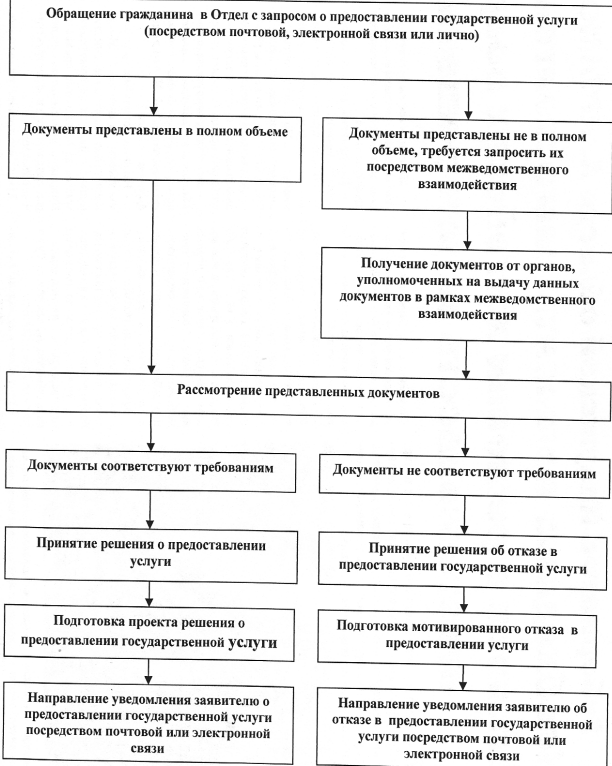 Обращение гражданина в Отдел с запросом о предоставлении государственной услуги
(посредством почтовой, электронной связи или лично)
Документы представлены в полном объеме
Документы представлены не в полном
объеме, требуется запросить их
посредством межведомственного
взаимодействия
Получение документов от органов,
уполномоченных на выдачу данных
документов в рамках межведомственного
взаимодействия
Рассмотрение представленных документов
Документы соответствуют требованиям
Документы не соответствуют требованиям
Принятие решения о предоставлении
услуги
Принятие решения об отказе в
предоставлении государственной услуги
Подготовка проекта решения о
предоставлении государственной услуги
Подготовка мотивированного отказа в
предоставлении услуги
Направление уведомления заявителю о
предоставлении государственной услуги
посредством почтовой или электронной
связи
Направление уведомления заявителю об
отказе в предоставлении государственной
услуги посредством почтовой или
электронной связи